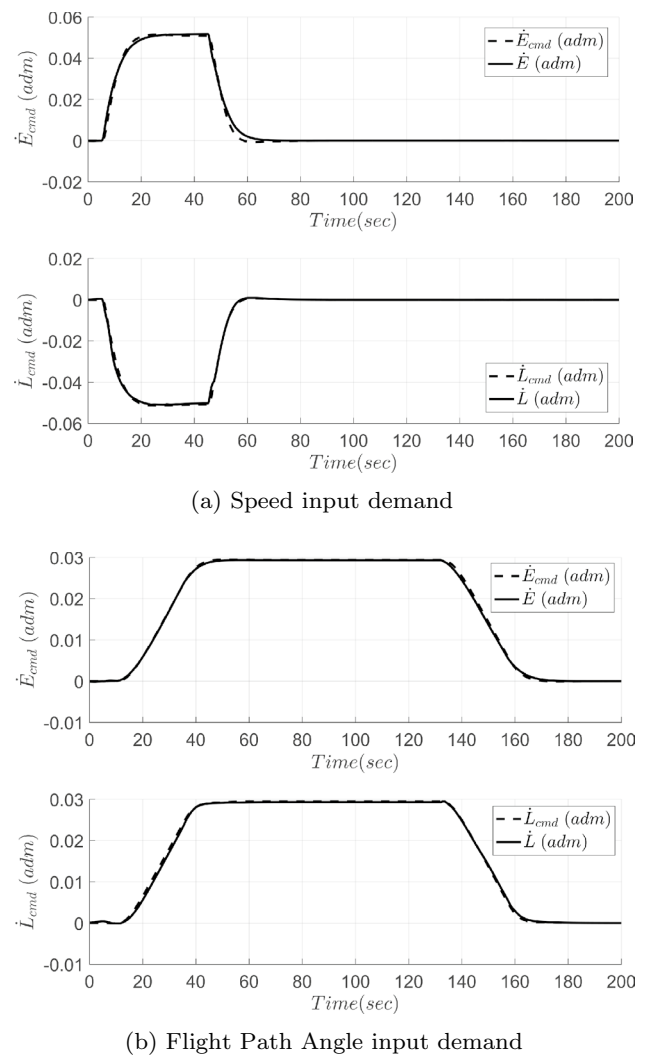 0.06
0.04
0.02
0
-0.02
Ė_cmd (adm)
Ė_cmd (adm)
Ė (adm)
0 20 40 60 80 100 120 140 160 180 200
Time(sec)
0.02
0
-0.02
-0.04
-0.06
L̇_cmd (adm)
L̇_cmd (adm)
L̇ (adm)
0 20 40 60 80 100 120 140 160 180 200
Time(sec)
(a) Speed input demand
0.03
0.02
0.01
0
-0.01
Ė_cmd (adm)
Ė_cmd (adm)
Ė (adm)
0 20 40 60 80 100 120 140 160 180 200
Time(sec)
0.03
0.02
0.01
0
-0.01
L̇_cmd (adm)
L̇_cmd (adm)
L̇ (adm)
0 20 40 60 80 100 120 140 160 180 200
Time(sec)
(b) Flight Path Angle input demand